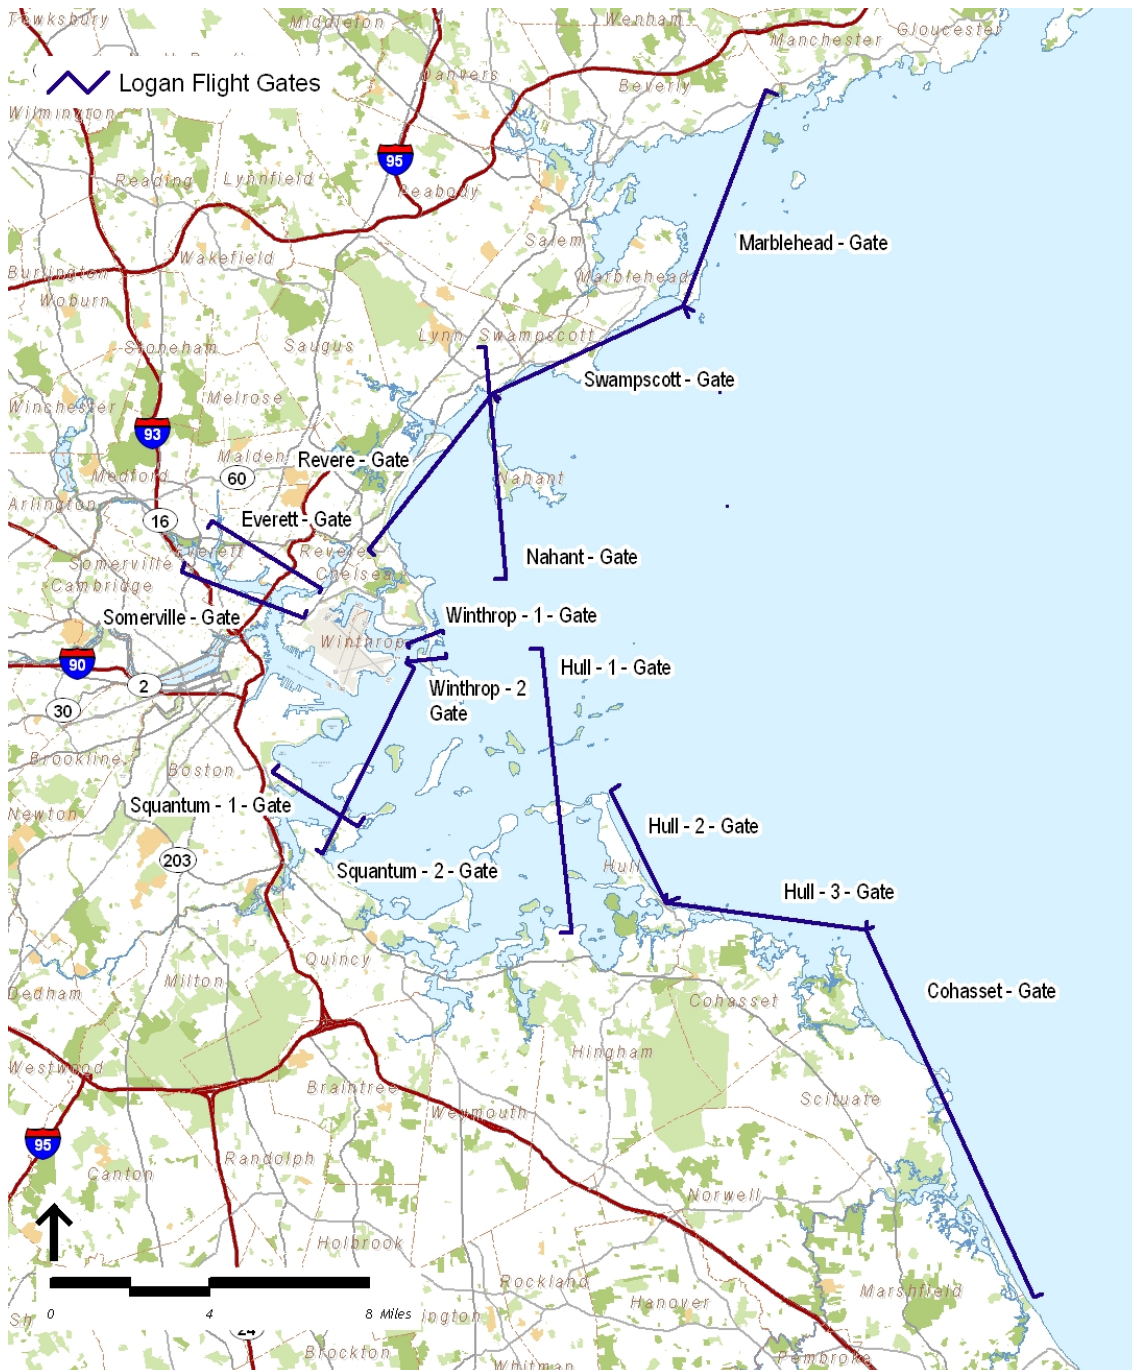 Tewksbury
Middleton
Wenham
Gloucester
Manchester
Danvers
Beverly
Logan Flight Gates
Wilmington
95
Reading
Lynnfield
Peabody
Salem
Marblehead - Gate
Wakefield
Burlington
Woburn
Marblehead
Lynn
Swampscott
Stoneham
Saugus
Swampscott - Gate
Melrose
Winchester
93
Malden
Revere - Gate
60
Medford
Nahant
Arlington
16
Everett - Gate
Everett
Revere
Nahant - Gate
Somerville
Chelsea
Cambridge
Somerville - Gate
Winthrop - 1 - Gate
Winthrop
90
Hull - 1 - Gate
2
Winthrop - 2
Gate
30
Brookline
Boston
Squantum - 1 - Gate
Newton
Hull - 2 - Gate
203
Hull
Squantum - 2 - Gate
Hull - 3 - Gate
Quincy
Milton
Dedham
Cohasset - Gate
Cohasset
Hingham
Westwood
Braintree
Weymouth
Scituate
95
Randolph
Canton
Norwell
Holbrook
Rockland
Marshfield
Hanover
0 4 8 Miles
Sh
ington
24
Brockton
Whitman
Pembroke